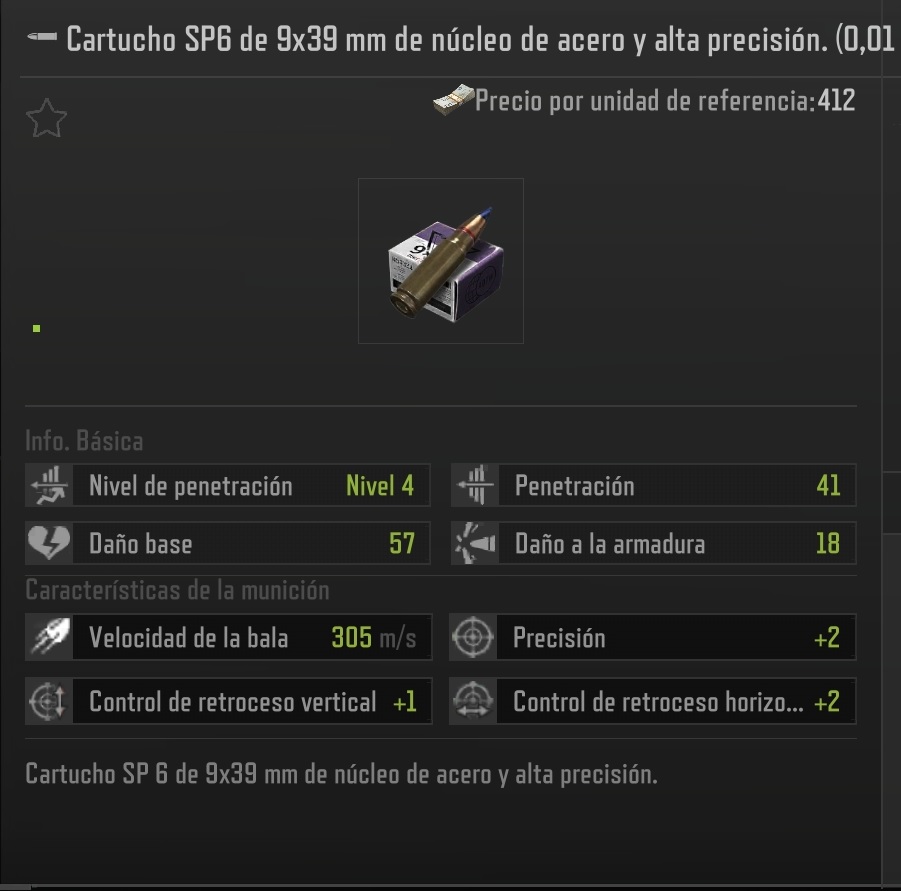 Cartucho SP6 de 9x39 mm de núcleo de acero y alta precisión. (0,01
Precio por unidad de referencia:412
Info. Básica
Nivel de penetración Nivel 4
Penetración 41
Daño base 57
Daño a la armadura 18
Características de la munición
Velocidad de la bala 305 m/s
Precisión +2
Control de retroceso vertical +1
Control de retroceso horizo... +2
Cartucho SP 6 de 9x39 mm de núcleo de acero y alta precisión.